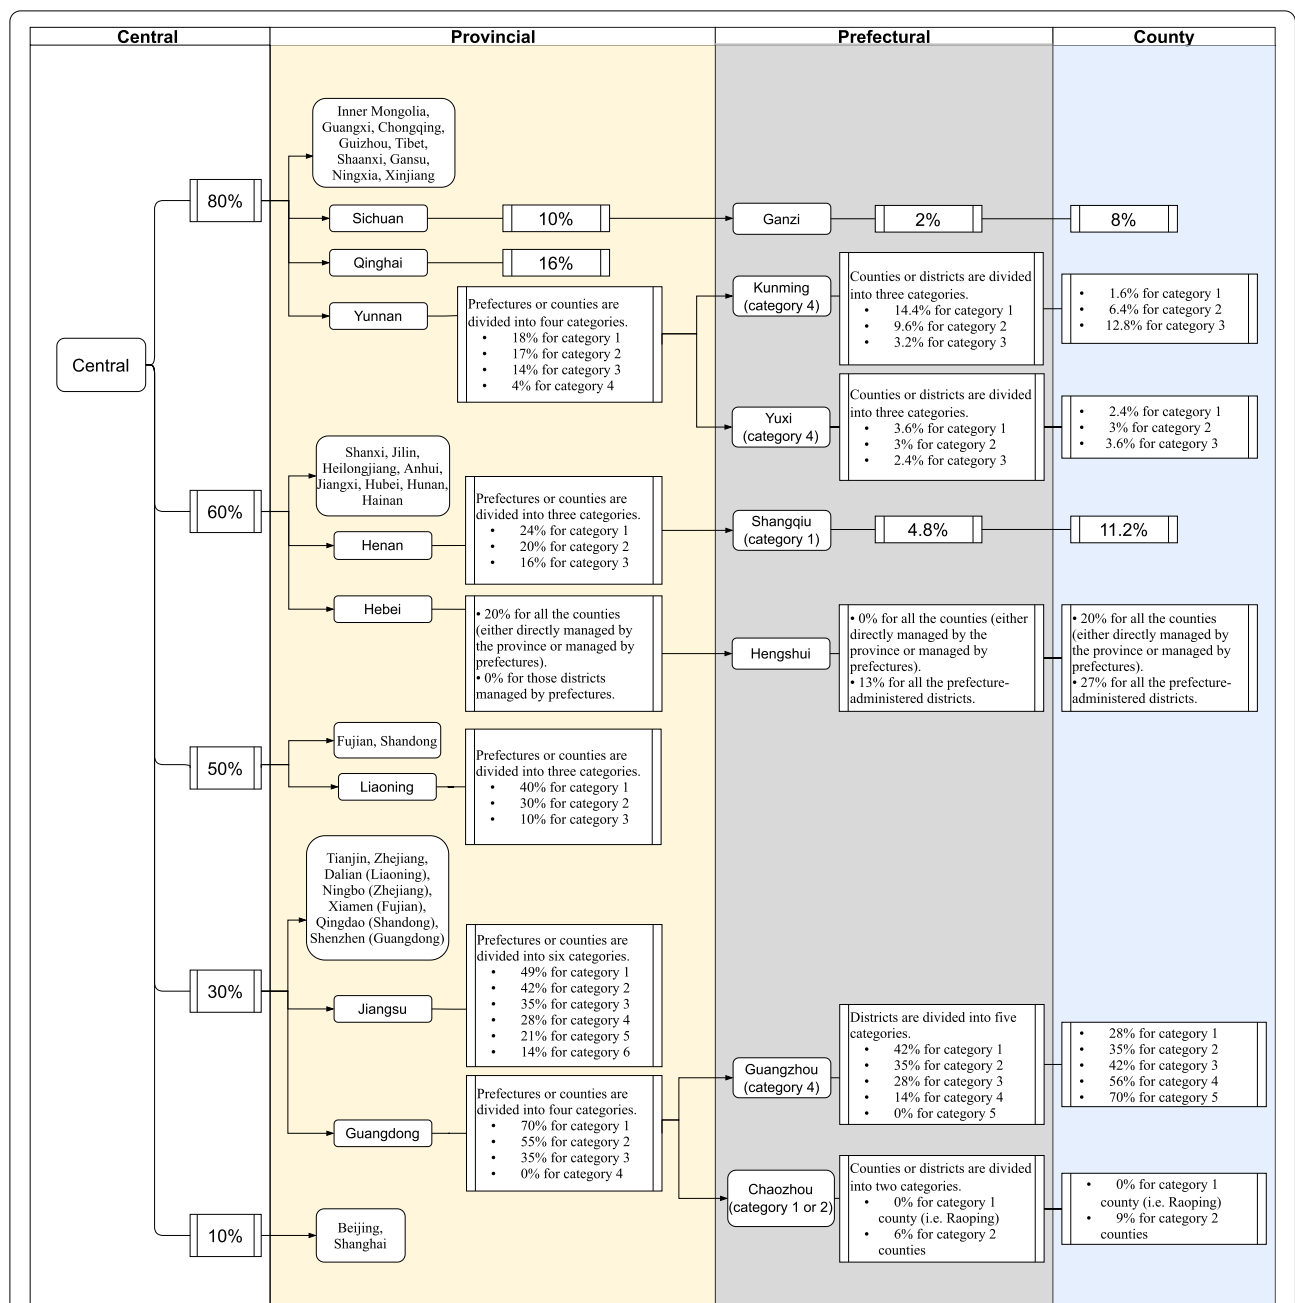 Central
Provincial
Prefectural
County
Central
80%
Inner Mongolia,
Guangxi, Chongqing,
Guizhou, Tibet,
Shaanxi, Gansu,
Ningxia, Xinjiang
Sichuan
10%
Ganzi
2%
8%
Qinghai
16%
Yunnan
Prefectures or counties are
divided into four categories.
• 18% for category 1
• 17% for category 2
• 14% for category 3
• 4% for category 4
Kunming
(category 4)
Counties or districts are divided
into three categories.
• 14.4% for category 1
• 9.6% for category 2
• 3.2% for category 3
• 1.6% for category 1
• 6.4% for category 2
• 12.8% for category 3
Yuxi
(category 4)
Counties or districts are divided
into three categories.
• 3.6% for category 1
• 3% for category 2
• 2.4% for category 3
• 2.4% for category 1
• 3% for category 2
• 3.6% for category 3
60%
Shanxi, Jilin,
Heilongjiang, Anhui,
Jiangxi, Hubei, Hunan,
Hainan
Henan
Prefectures or counties are
divided into three categories.
• 24% for category 1
• 20% for category 2
• 16% for category 3
Shangqiu
(category 1)
4.8%
11.2%
Hebei
• 20% for all the counties
(either directly managed by
the province or managed by
prefectures).
• 0% for those districts
managed by prefectures.
Hengshui
• 0% for all the counties (either
directly managed by the
province or managed by
prefectures).
• 13% for all the prefecture-
administered districts.
• 20% for all the counties
(either directly managed by
the province or managed by
prefectures).
• 27% for all the prefecture-
administered districts.
50%
Fujian, Shandong
Liaoning
Prefectures or counties are
divided into three categories.
• 40% for category 1
• 30% for category 2
• 10% for category 3
30%
Tianjin, Zhejiang,
Dalian (Liaoning),
Ningbo (Zhejiang),
Xiamen (Fujian),
Qingdao (Shandong),
Shenzhen (Guangdong)
Jiangsu
Prefectures or counties are
divided into six categories.
• 49% for category 1
• 42% for category 2
• 35% for category 3
• 28% for category 4
• 21% for category 5
• 14% for category 6
Guangdong
Prefectures or counties are
divided into four categories.
• 70% for category 1
• 55% for category 2
• 35% for category 3
• 0% for category 4
Guangzhou
(category 4)
Districts are divided into five
categories.
• 42% for category 1
• 35% for category 2
• 28% for category 3
• 14% for category 4
• 0% for category 5
• 28% for category 1
• 35% for category 2
• 42% for category 3
• 56% for category 4
• 70% for category 5
Chaozhou
(category 1 or 2)
Counties or districts are divided
into two categories.
• 0% for category 1
county (i.e. Raoping)
• 6% for category 2
counties
• 0% for category 1
county (i.e. Raoping)
• 9% for category 2
counties
10%
Beijing,
Shanghai